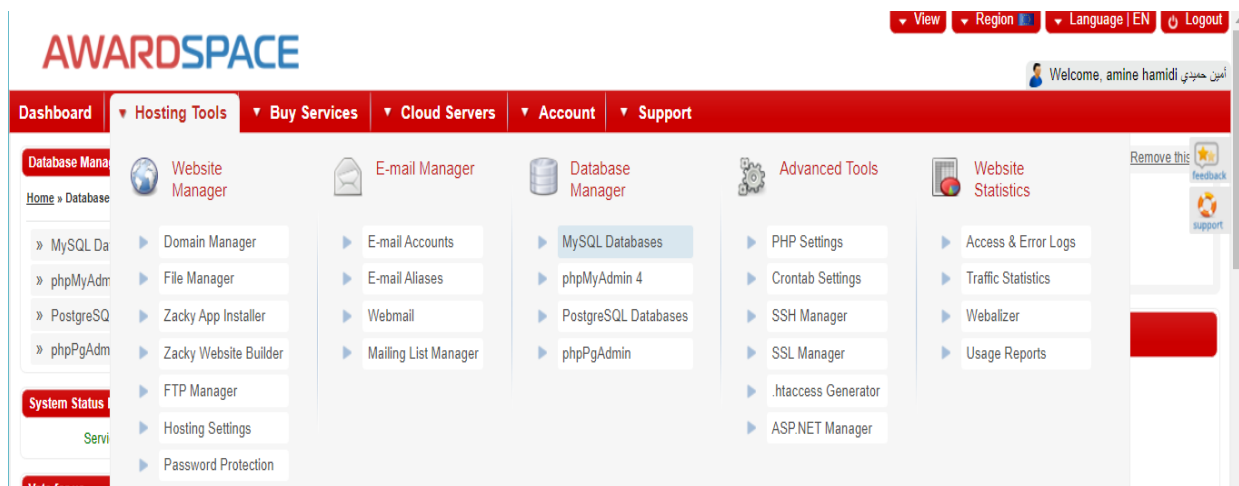 View Region Language | EN Logout
AWARDSPACE
Welcome, amine hamidi أمين حميدي
Dashboard Hosting Tools Buy Services Cloud Servers Account Support
Database
Remove this
feedback
Home » Database
support
» MySQL
» phpMyAdm
» PostgreSQ
» phpPgAdm
System Status
Servi
Website
Manager
Domain Manager
File Manager
Zacky App Installer
Zacky Website Builder
FTP Manager
Hosting Settings
Password Protection
E-mail Manager
E-mail Accounts
E-mail Aliases
Webmail
Mailing List Manager
Database
Manager
MySQL Databases
phpMyAdmin 4
PostgreSQL Databases
phpPgAdmin
Advanced Tools
PHP Settings
Crontab Settings
SSH Manager
SSL Manager
.htaccess Generator
ASP.NET Manager
Website
Statistics
Access & Error Logs
Traffic Statistics
Webalizer
Usage Reports